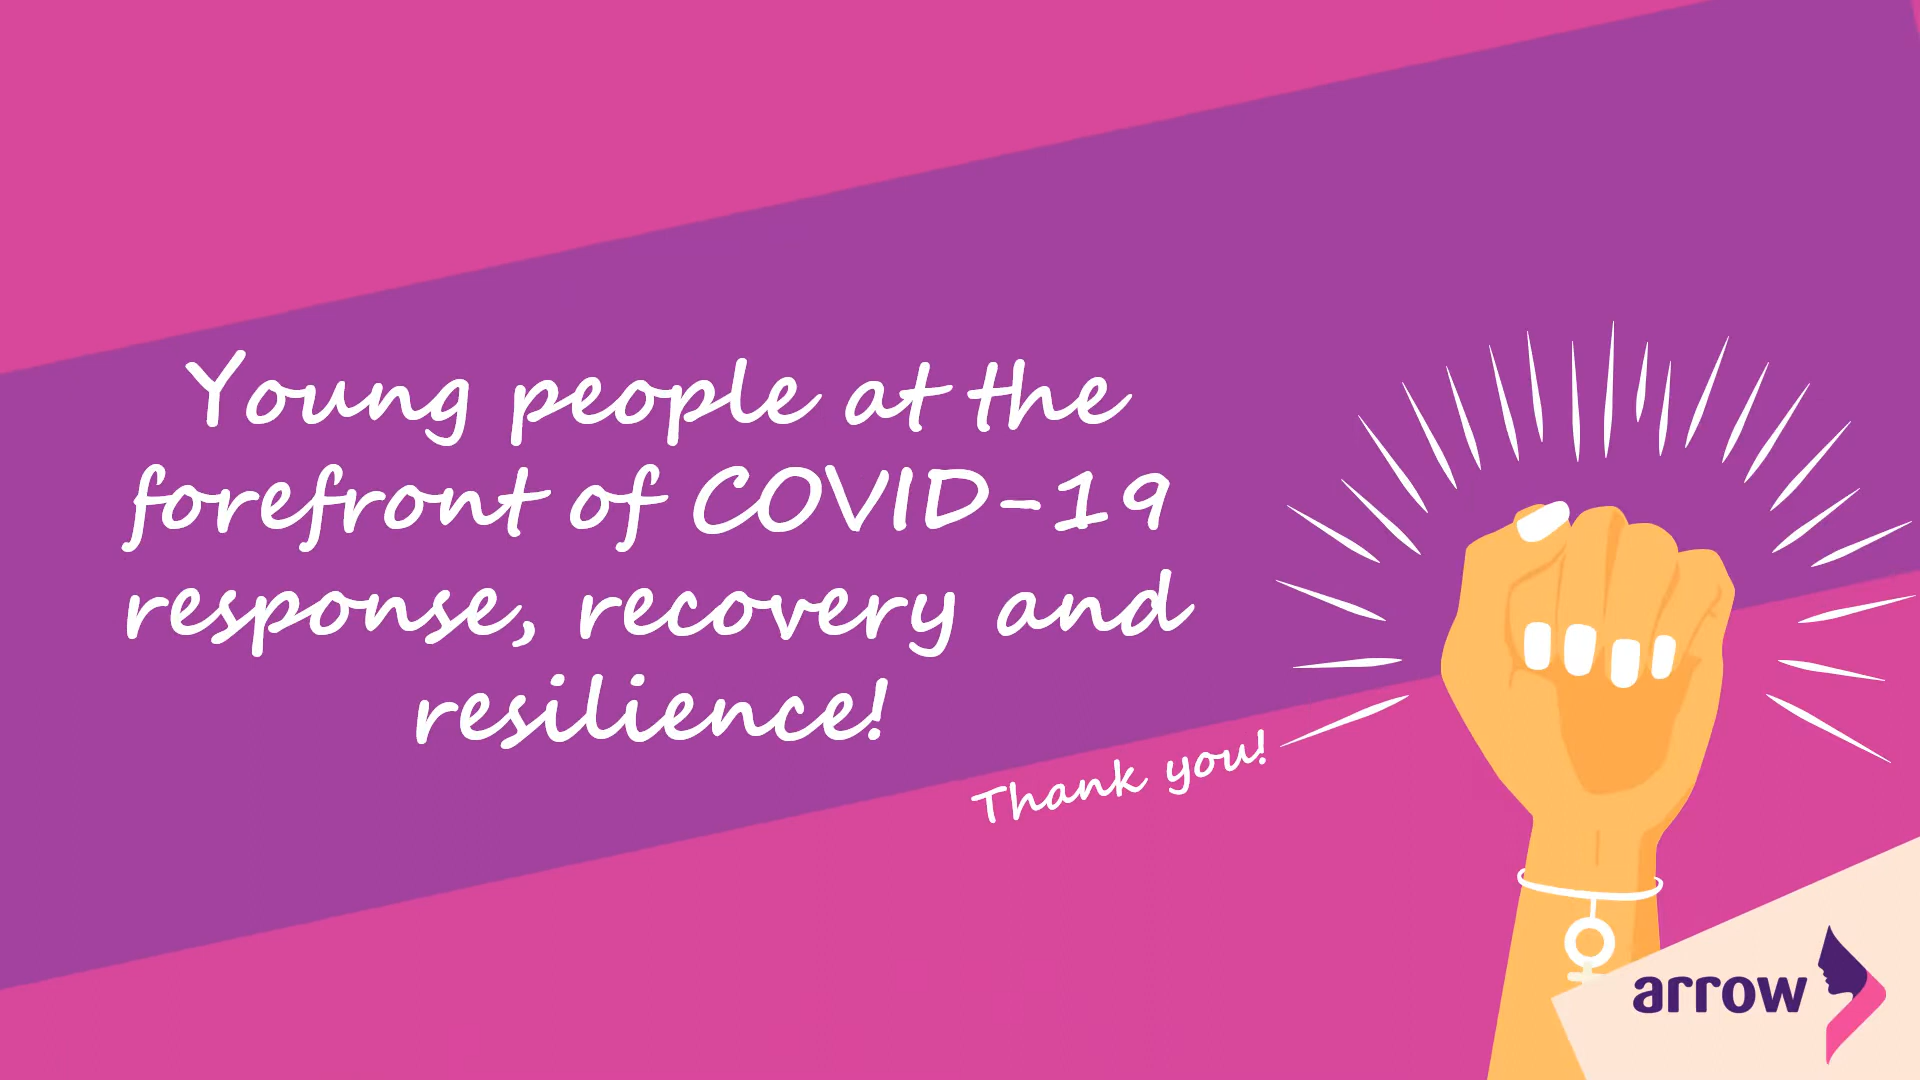 Young people at the
forefront of COVID-19
response, recovery and
resilience!
Thank you!
arrow